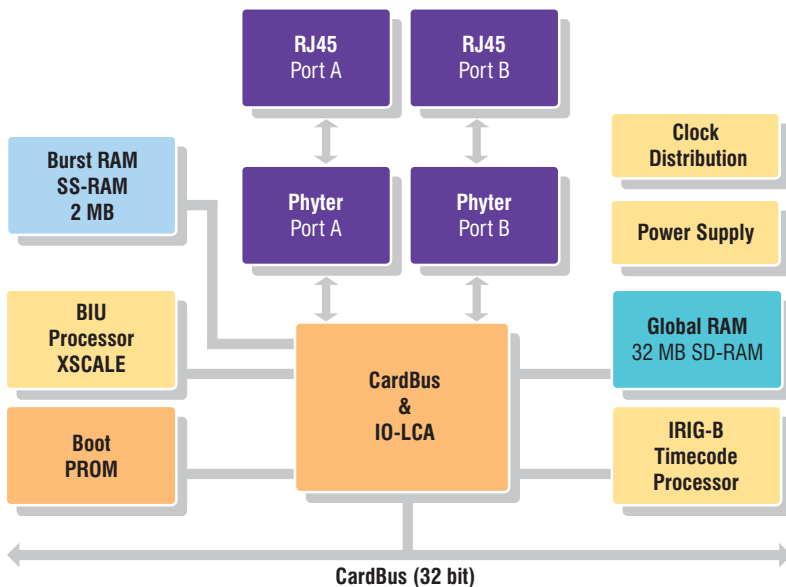 RJ45
Port A
RJ45
Port B
Clock
Distribution
Burst RAM
SS-RAM
2 MB
Phyter
Port A
Phyter
Port B
Power Supply
BIU
Processor
XSCALE
CardBus
&
IO-LCA
Global RAM
32 MB SD-RAM
Boot
PROM
IRIG-B
Timecode
Processor
CardBus (32 bit)